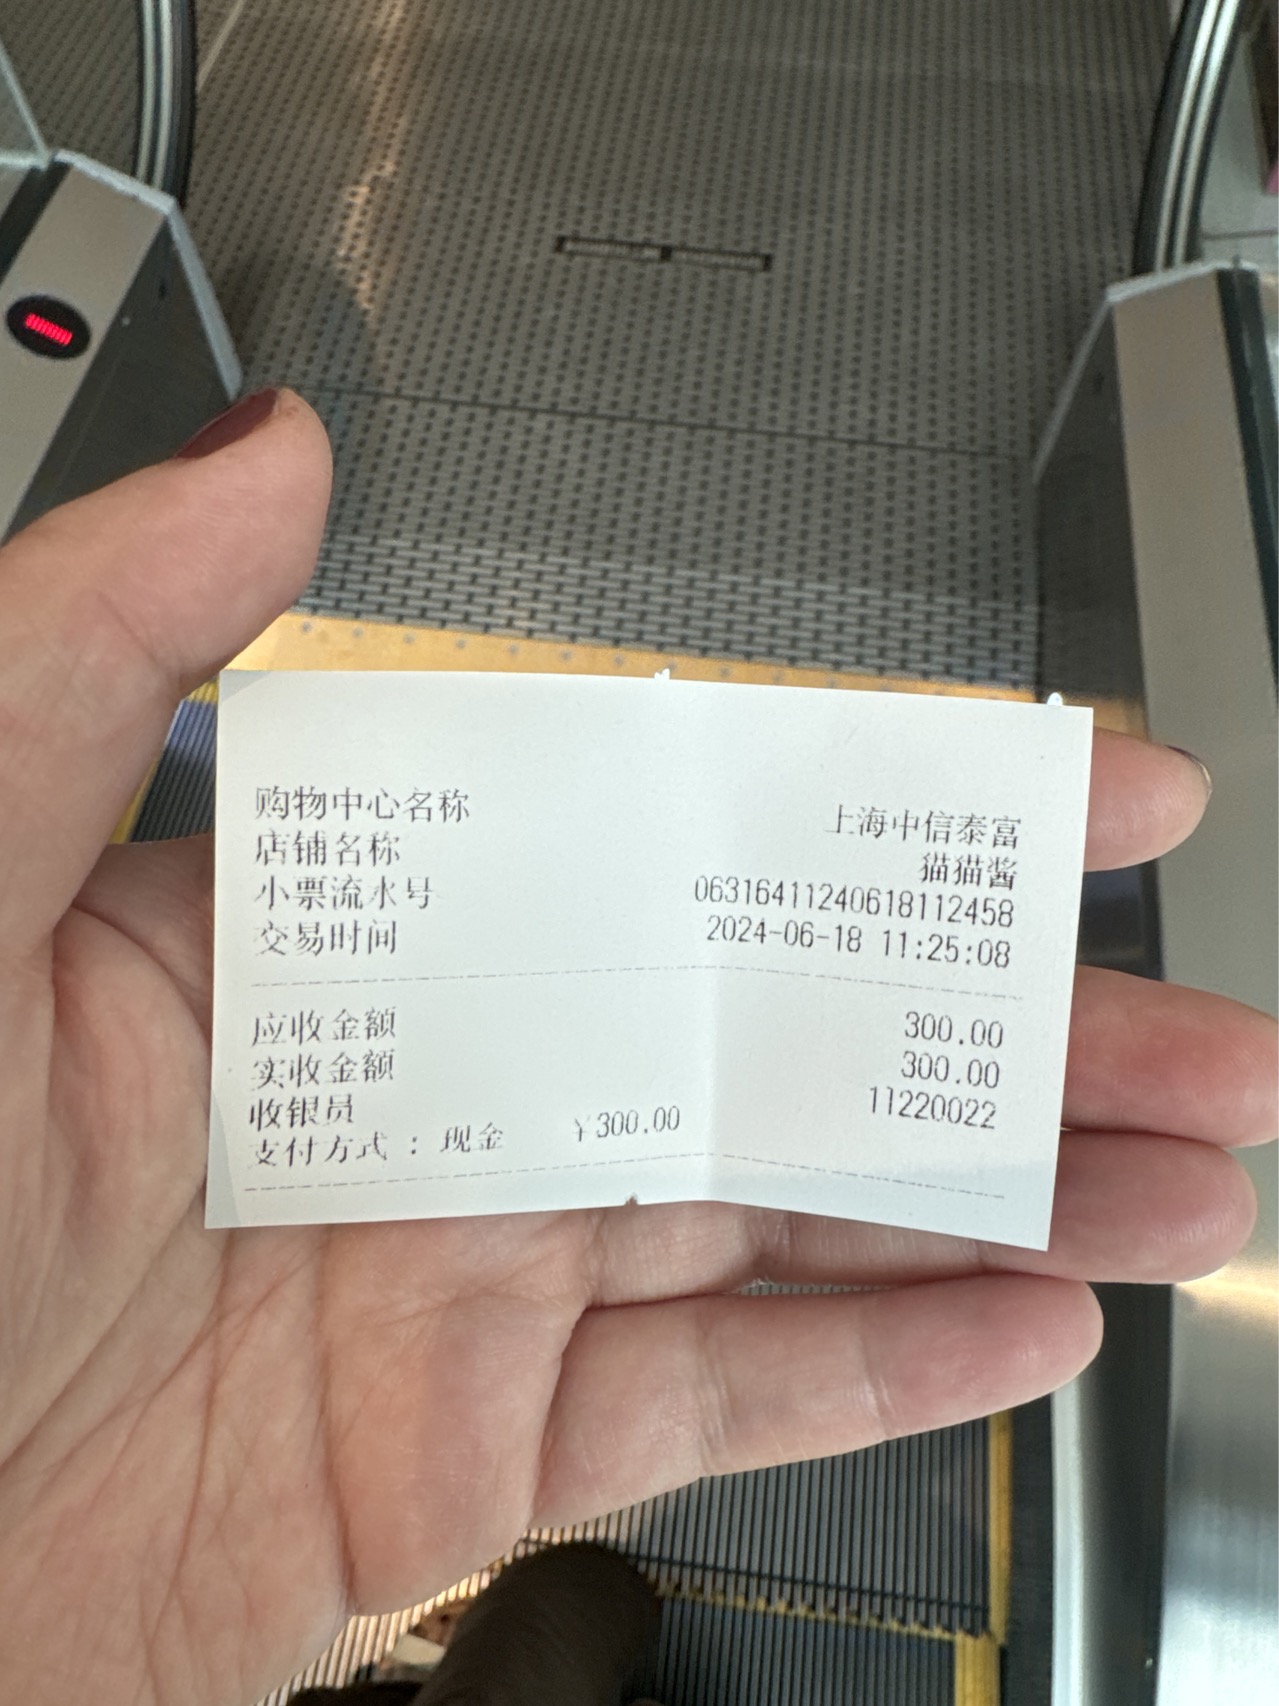 购物中心名称 上海中信泰富
店铺名称 猫猫酱
小票流水号 06316411240618112458
交易时间 2024-06-18 11:25:08
应收金额 300.00
实收金额 300.00
收银员 11220022
支付方式 : 现金 ¥300.00